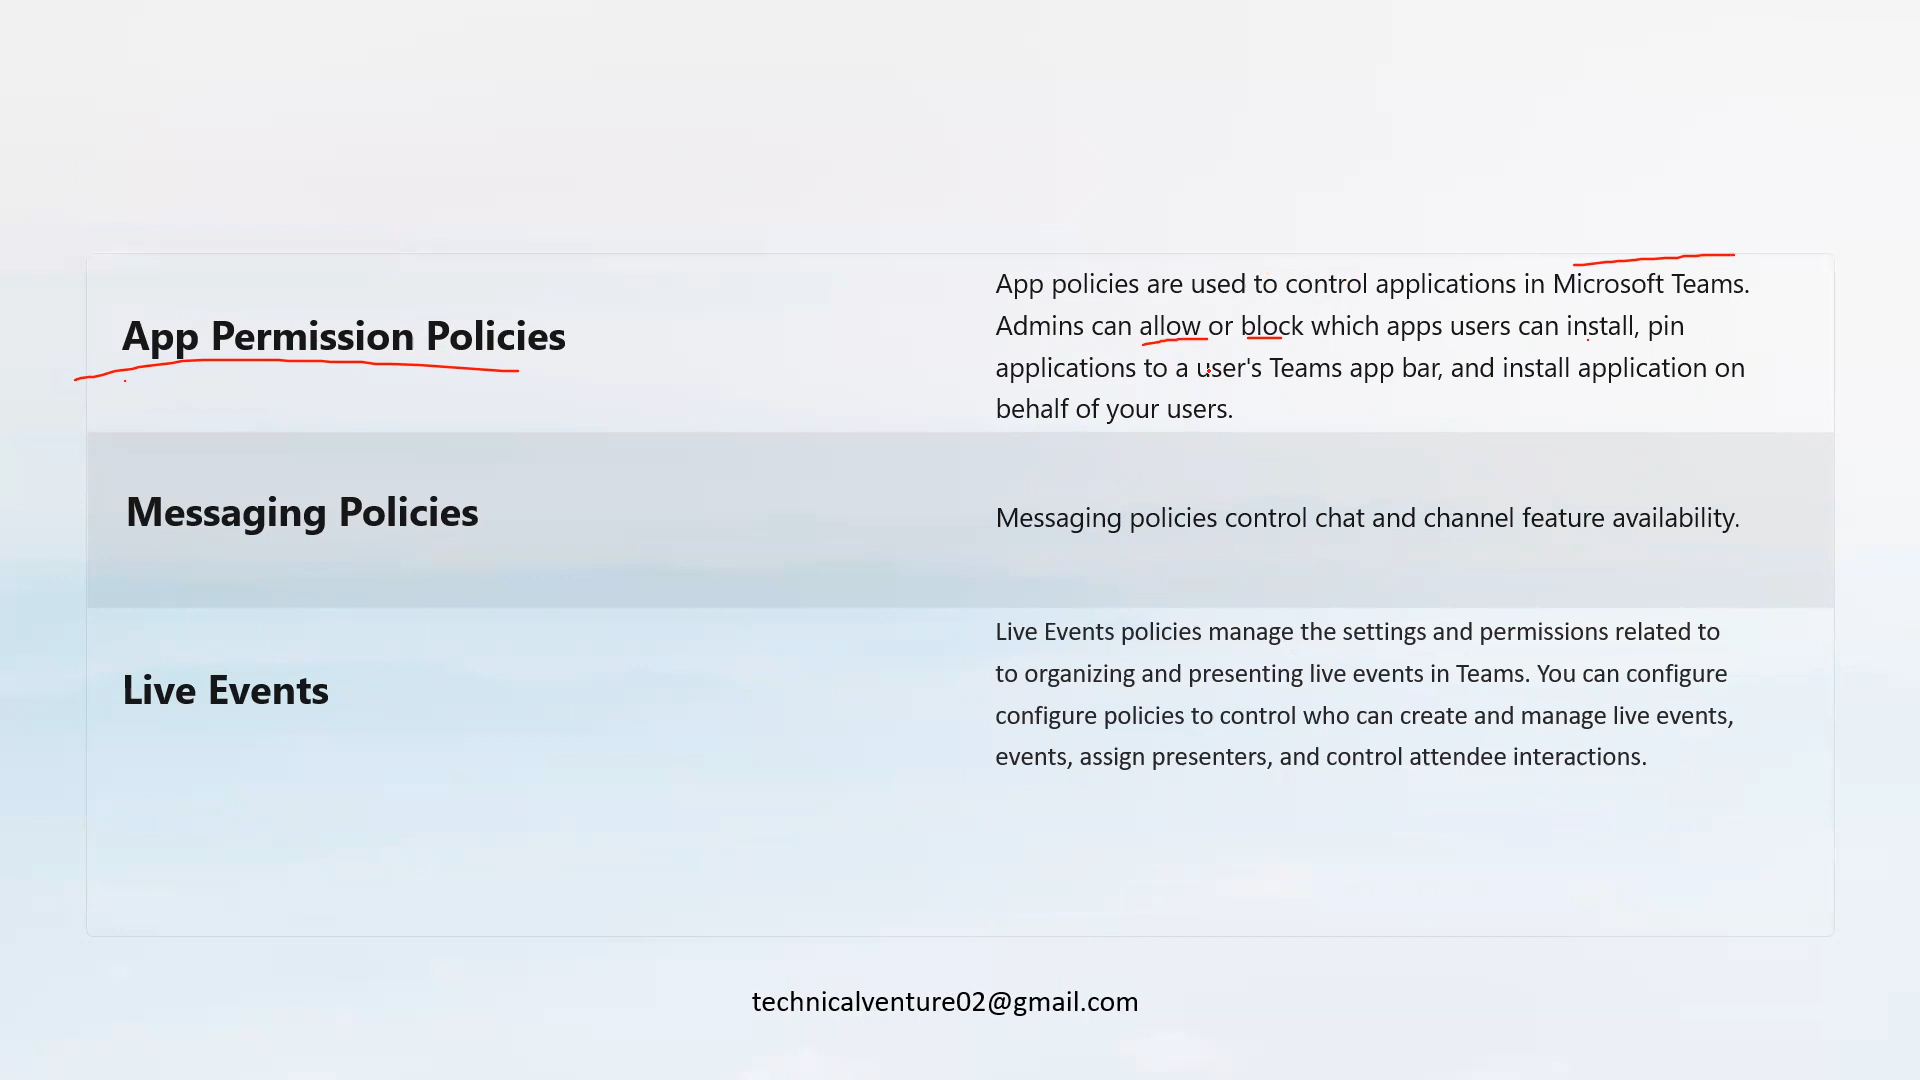 App Permission Policies
App policies are used to control applications in Microsoft Teams.
Admins can allow or block which apps users can install, pin
applications to a user's Teams app bar, and install application on
behalf of your users.
Messaging Policies
Messaging policies control chat and channel feature availability.
Live Events
Live Events policies manage the settings and permissions related to
to organizing and presenting live events in Teams. You can configure
configure policies to control who can create and manage live events,
events, assign presenters, and control attendee interactions.
technicalventure02@gmail.com